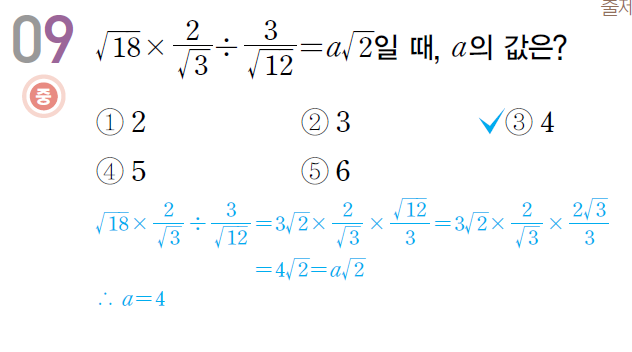 출제
09
중
√18 × 2/√3 ÷ 3/√12 = a√2일 때, a의 값은?
① 2 ② 3 ③ 4
④ 5 ⑤ 6
√18 × 2/√3 ÷ 3/√12 = 3√2 × 2/√3 × √12/3 = 3√2 × 2/√3 × 2√3/3
= 4√2 = a√2
∴ a = 4